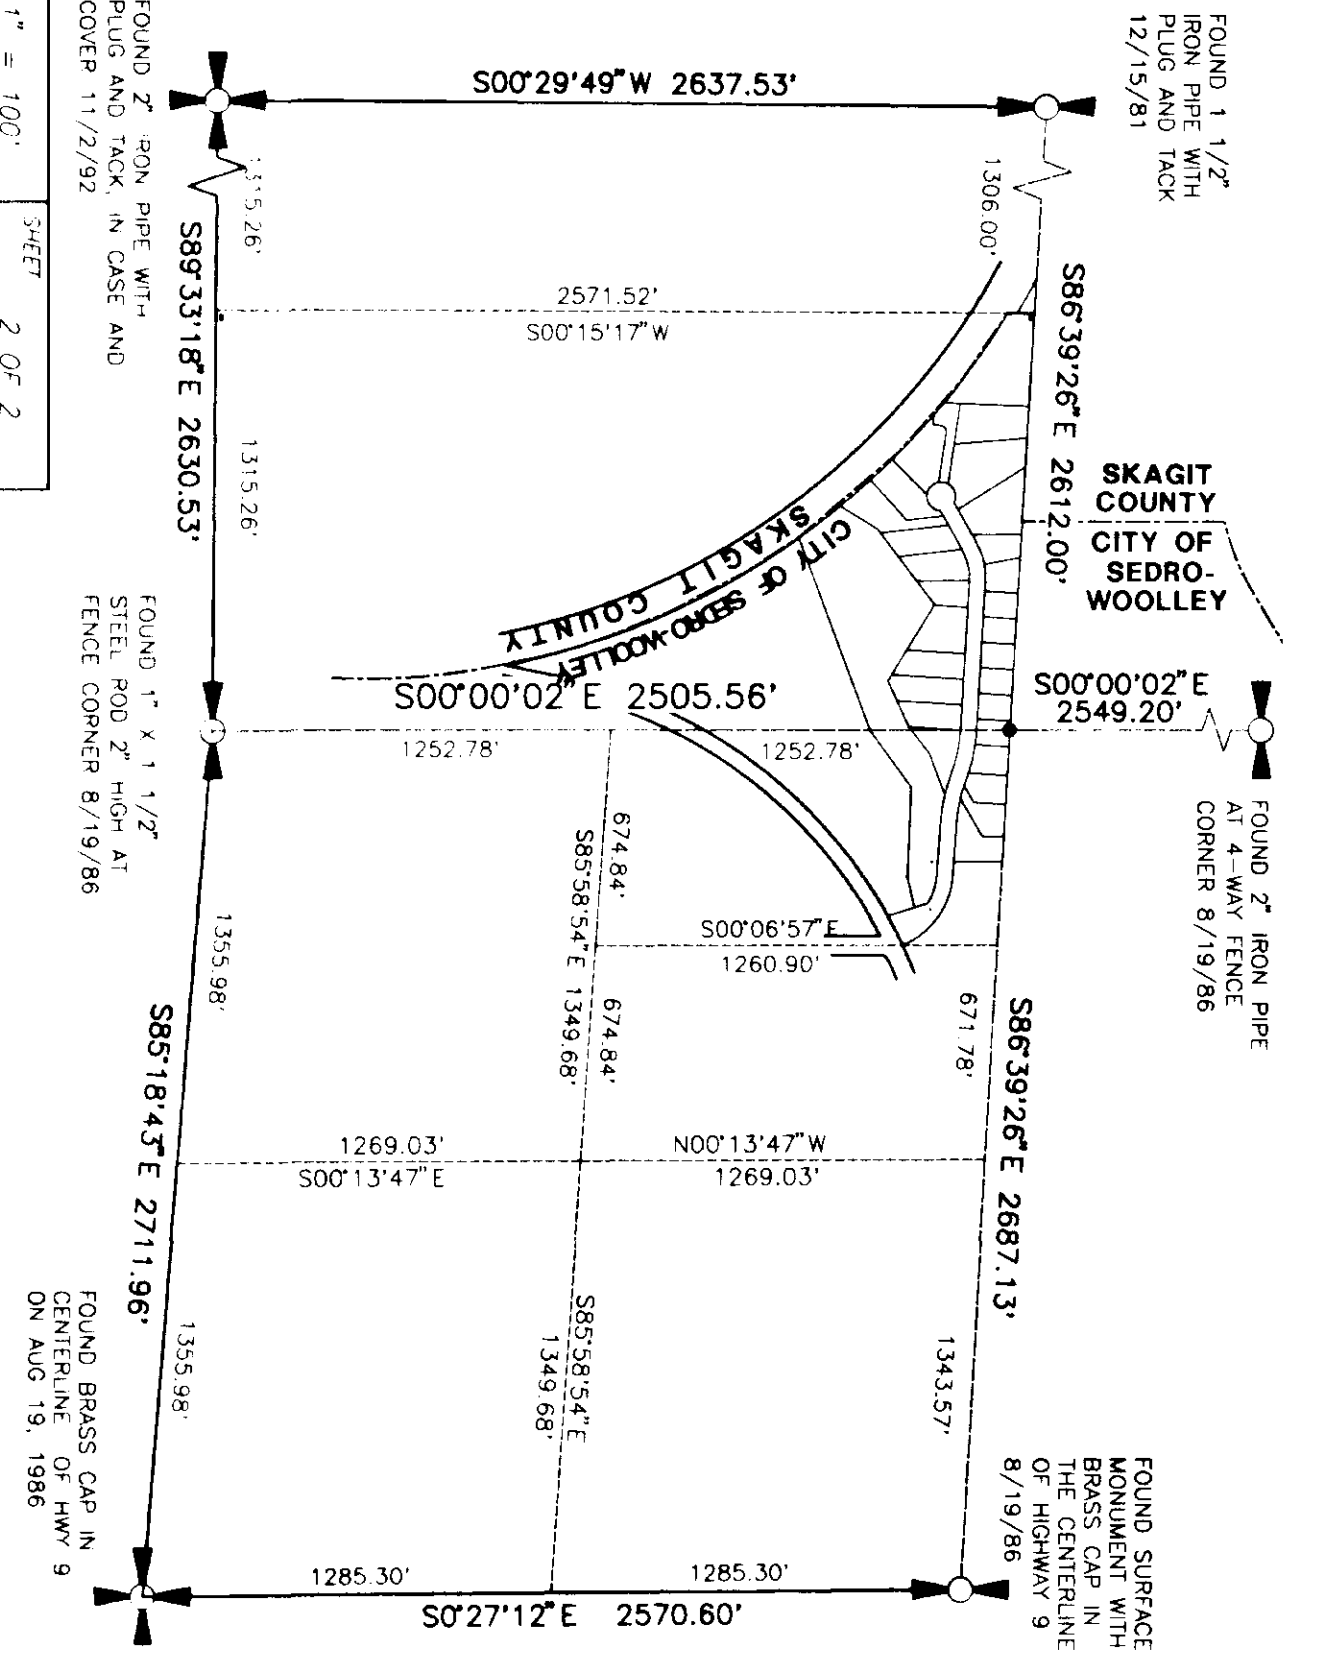 FOUND 1 1/2"
IRON PIPE WITH
PLUG AND TACK
12/15/81
S00°29'49"W 2637.53'
FOUND 2" IRON PIPE WITH
PLUG AND TACK, IN CASE AND
COVER 11/2/92
1" = 100'
SHEET
2 OF 2
1306.00'
1315.26'
S86°39'26"E 2612.00'
S89°33'18"E 2630.53'
2571.52'
S00°15'17"W
1315.26'
SKAGIT
COUNTY
CITY OF
SEDRO-
WOOLLEY
SKAGIT COUNTY
CITY OF SEDRO-WOOLLEY
S00°00'02"E
2549.20'
S00°00'02"E 2505.56'
1252.78'
1252.78'
FOUND 1" X 1 1/2"
STEEL ROD 2" HIGH AT
FENCE CORNER 8/19/86
FOUND 2" IRON PIPE
AT 4-WAY FENCE
CORNER 8/19/86
674.84'
S85°58'54"E 1349.68'
674.84'
S00°06'57"E
1260.90'
671.78'
S86°39'26"E 2687.13'
1355.98'
S85°18'43"E 2711.96'
1269.03'
S00°13'47"E
N00°13'47"W
1269.03'
S85°58'54"E
1349.68'
1343.57'
1355.98'
FOUND BRASS CAP IN
CENTERLINE OF HWY 9
ON AUG 19, 1986
FOUND SURFACE
MONUMENT WITH
BRASS CAP IN
THE CENTERLINE
OF HIGHWAY 9
8/19/86
1285.30'
1285.30'
S0°27'12"E 2570.60'